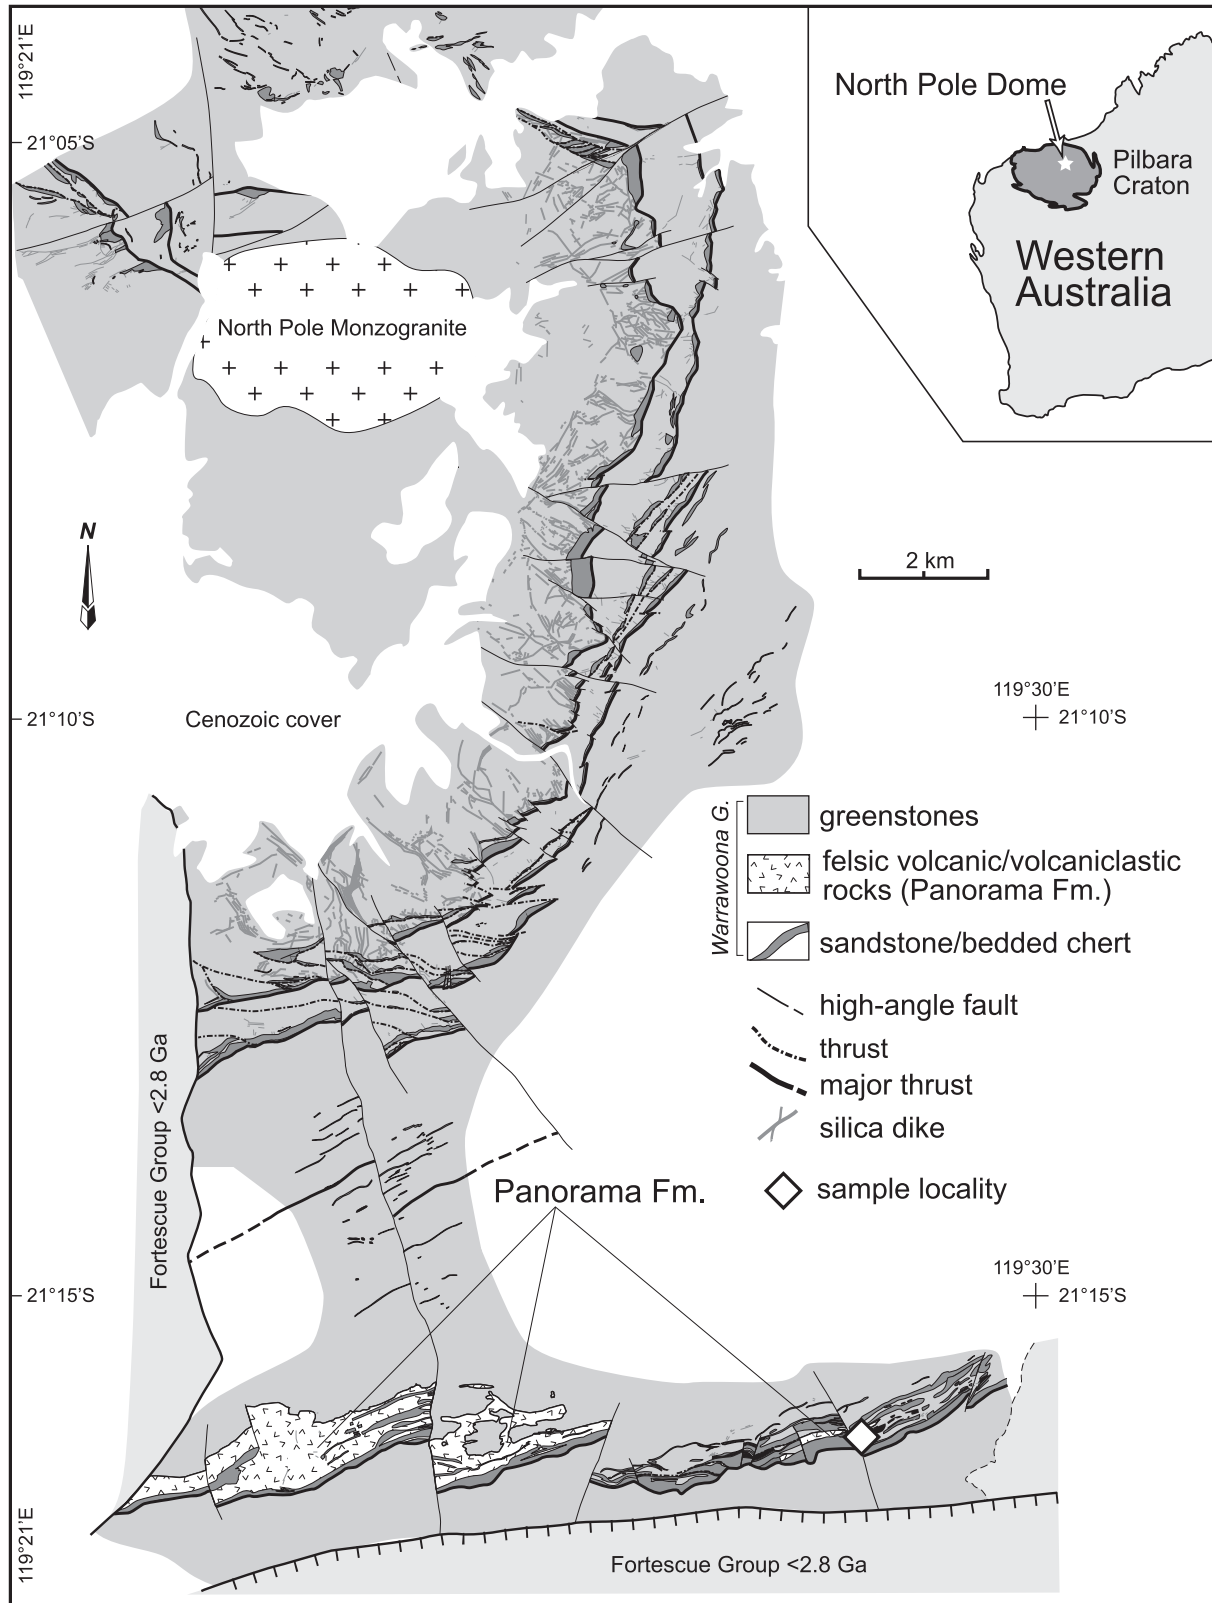 119°21'E
North Pole Dome
21°05'S
Pilbara
Craton
Western
Australia
North Pole Monzogranite
N
2 km
119°30'E
21°10'S
Cenozoic cover
21°10'S
Warrawoona G.
greenstones
felsic volcanic/volcaniclastic
rocks (Panorama Fm.)
sandstone/bedded chert
high-angle fault
thrust
major thrust
silica dike
sample locality
Fortescue Group <2.8 Ga
Panorama Fm.
119°30'E
21°15'S
21°15'S
119°21'E
Fortescue Group <2.8 Ga